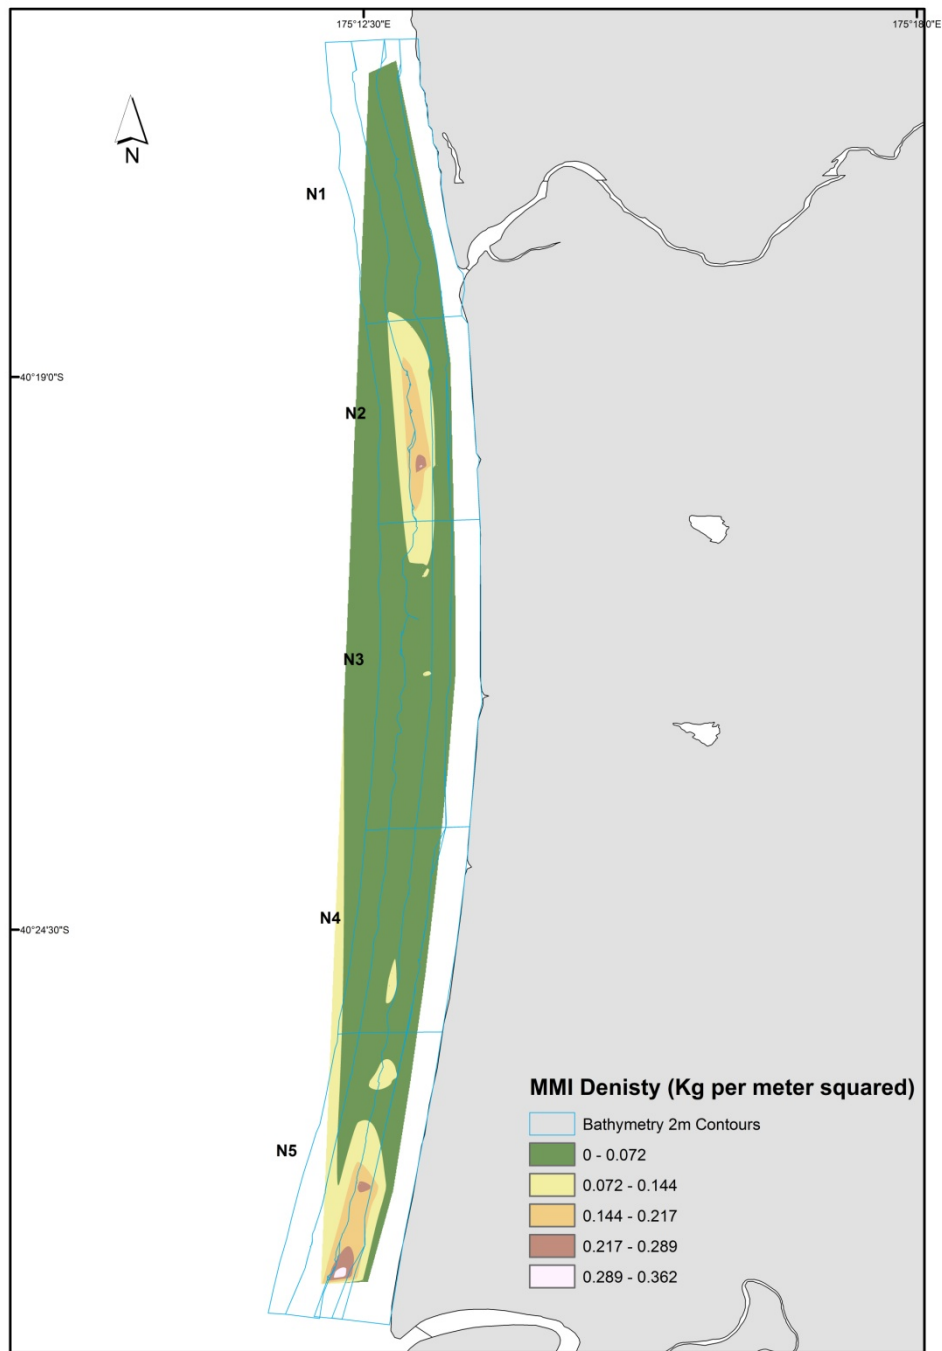 175°12'30"E
175°18'0"E
N
N1
40°19'0"S
N2
N3
N4
40°24'30"S
N5
MMI Denisty (Kg per meter squared)
Bathymetry 2m Contours
0 - 0.072
0.072 - 0.144
0.144 - 0.217
0.217 - 0.289
0.289 - 0.362